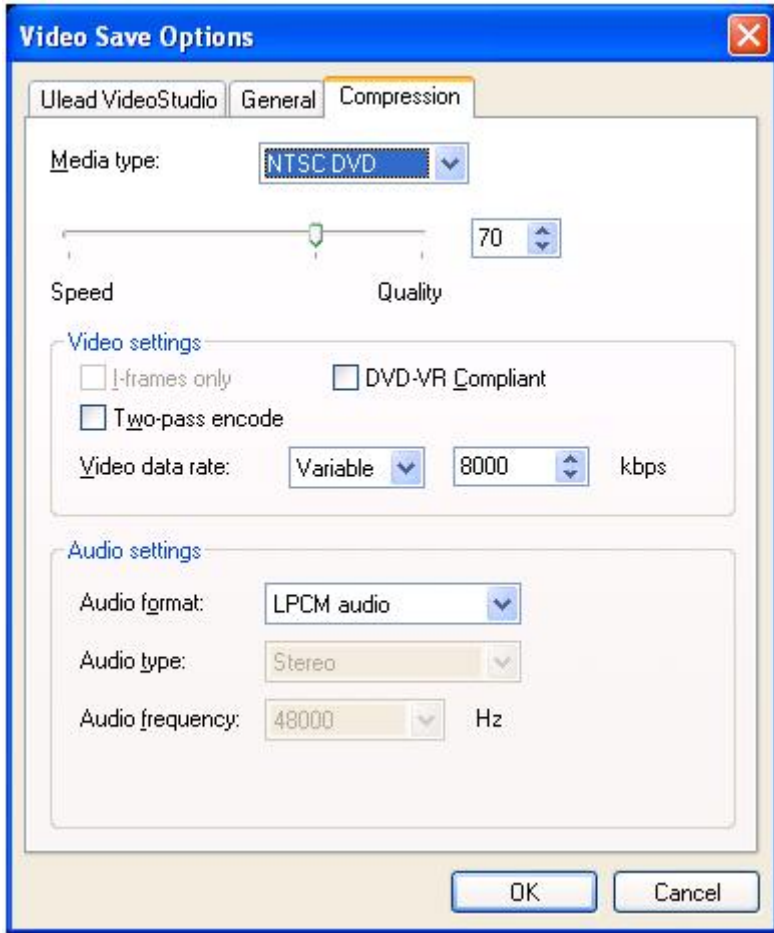 Video Save Options
Ulead VideoStudio General Compression
Media type: NTSC DVD
70
Speed Quality
Video settings
I-frames only DVD-VR Compliant
Two-pass encode
Video data rate: Variable 8000 kbps
Audio settings
Audio format: LPCM audio
Audio type: Stereo
Audio frequency: 48000 Hz
OK Cancel